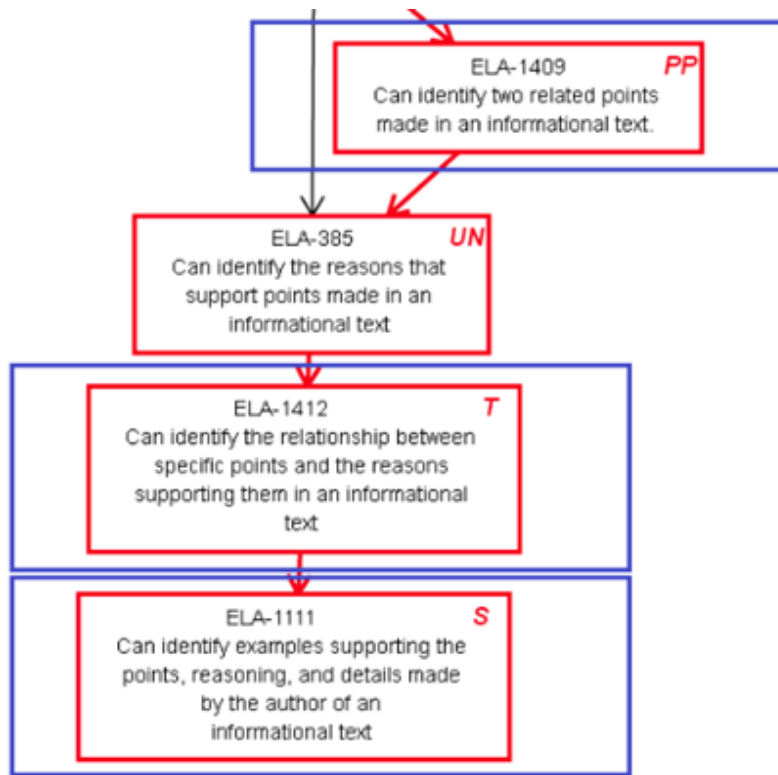 ELA-1409 PP
Can identify two related points
made in an informational text.
ELA-385 UN
Can identify the reasons that
support points made in an
informational text
ELA-1412 T
Can identify the relationship between
specific points and the reasons
supporting them in an informational
text
ELA-1111 S
Can identify examples supporting the
points, reasoning, and details made
by the author of an
informational text